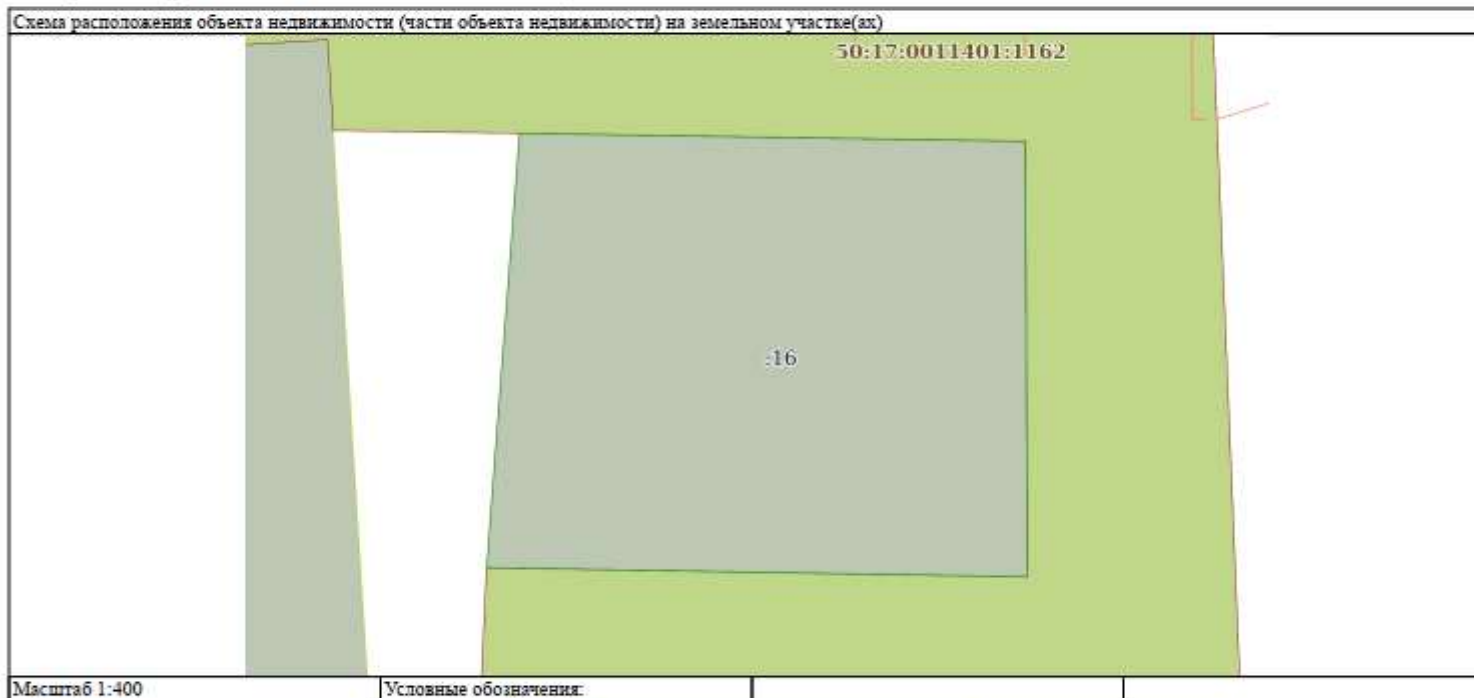 Схема расположения объекта недвижимости (части объекта недвижимости) на земельном участке(ах)
50:17:0011401:1162
:16
Масштаб 1:400
Условные обозначения: